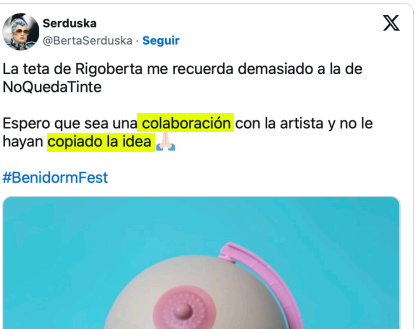 Serduska
@BertaSerduska · Seguir
La teta de Rigoberta me recuerda demasiado a la de
NoQuedaTinte
Espero que sea una colaboración con la artista y no le
hayan copiado la idea 🙏🏻
#BenidormFest